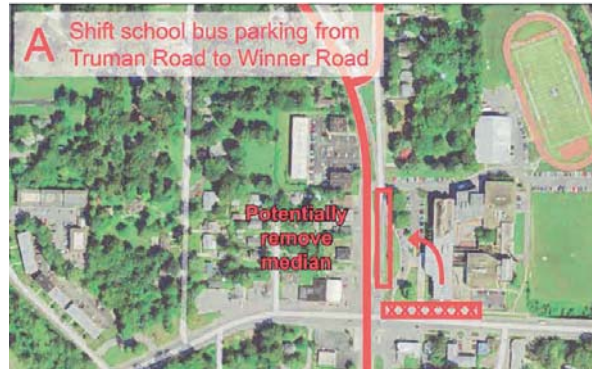 A
Shift school bus parking from
Truman Road to Winner Road
Potentially
remove
median